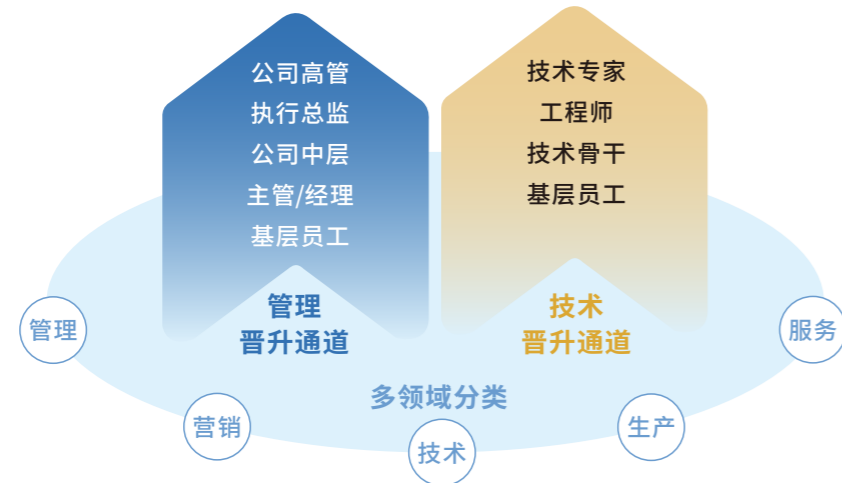 公司高管
执行总监
公司中层
主管/经理
基层员工
管理
晋升通道
技术专家
工程师
技术骨干
基层员工
技术
晋升通道
多领域分类
管理
营销
技术
生产
服务